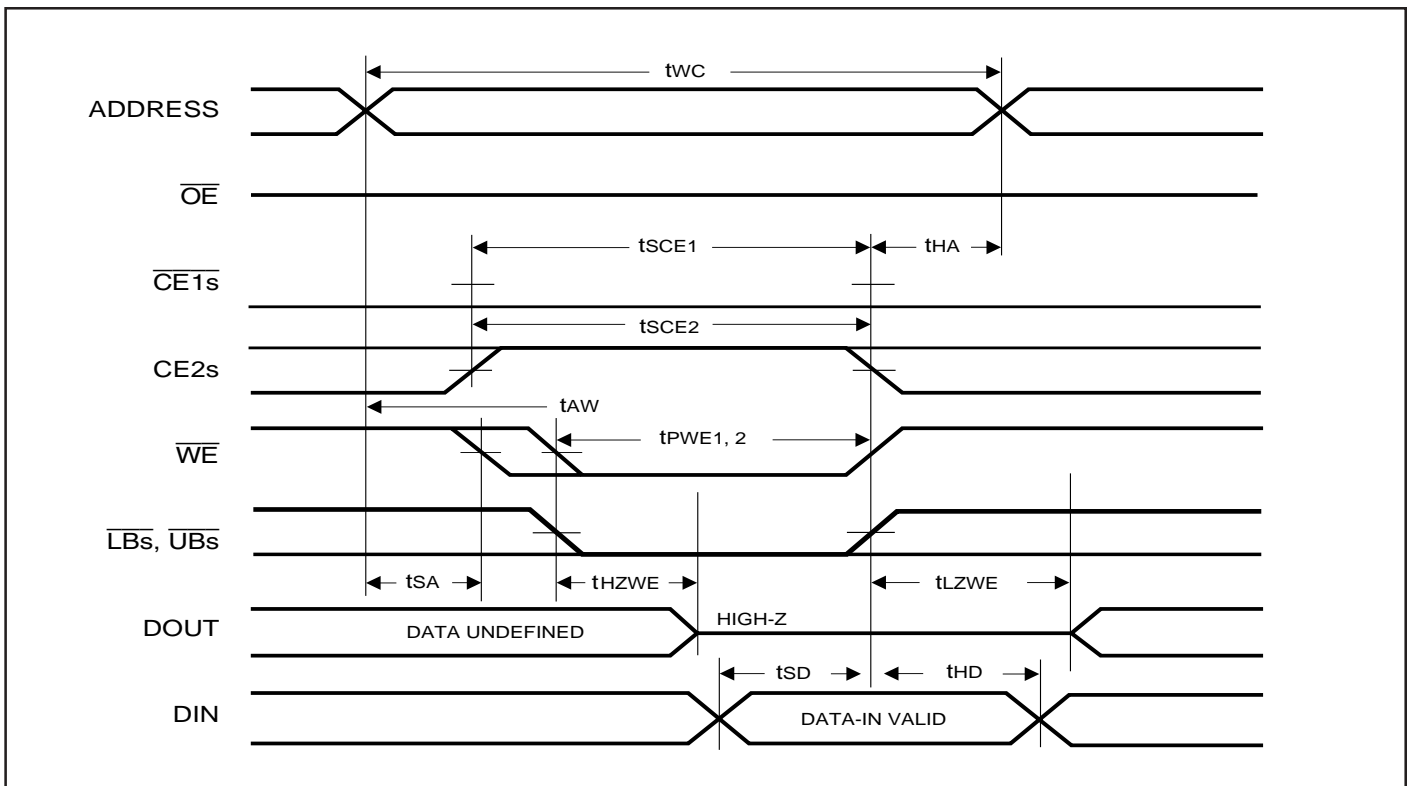 tWC
ADDRESS
OE
tSCE1
tHA
CE1s
tSCE2
CE2s
tAW
tPWE1, 2
WE
LBs, UBs
tSA
tHZWE
tLZWE
DOUT
DATA UNDEFINED
HIGH-Z
tSD
tHD
DIN
DATA-IN VALID